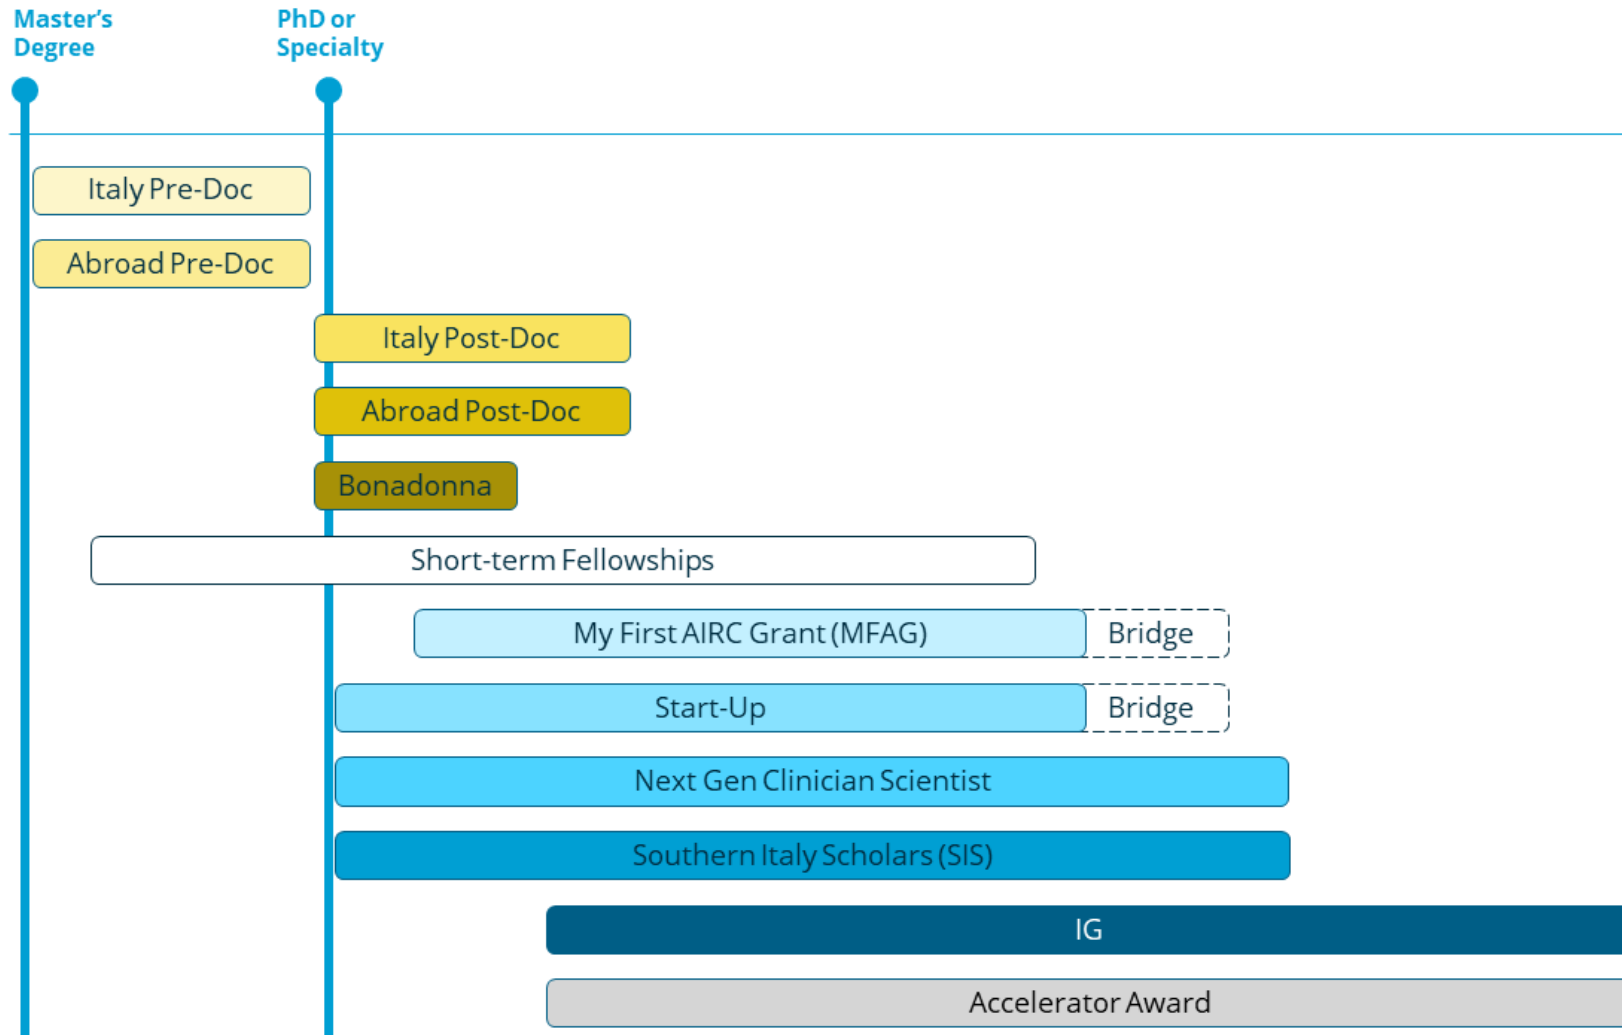 Master's
Degree
PhD or
Specialty
Italy Pre-Doc
Abroad Pre-Doc
Italy Post-Doc
Abroad Post-Doc
Bonadonna
Short-term Fellowships
My First AIRC Grant (MFAG)
Bridge
Start-Up
Bridge
Next Gen Clinician Scientist
Southern Italy Scholars (SIS)
IG
Accelerator Award